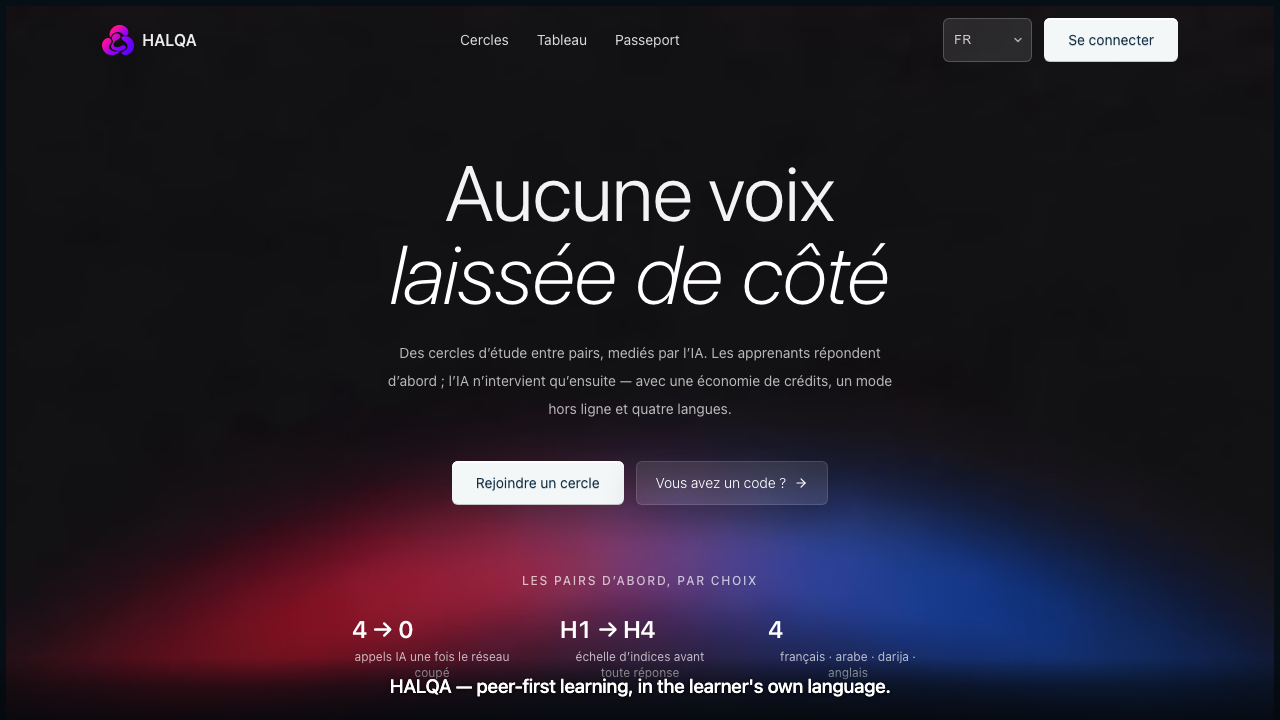 HALQA
Cercles
Tableau
Passeport
FR
Se connecter
Aucune voix
laissée de côté
Des cercles d’étude entre pairs, mediés par l’IA. Les apprenants répondent
d’abord ; l’IA n’intervient qu’ensuite — avec une économie de crédits, un mode
hors ligne et quatre langues.
Rejoindre un cercle
Vous avez un code ? →
LES PAIRS D’ABORD, PAR CHOIX
4 → 0
appels IA une fois le réseau
coupé
H1 → H4
échelle d’indices avant
toute réponse
4
français · arabe · darija ·
anglais
HALQA — peer-first learning, in the learner's own language.